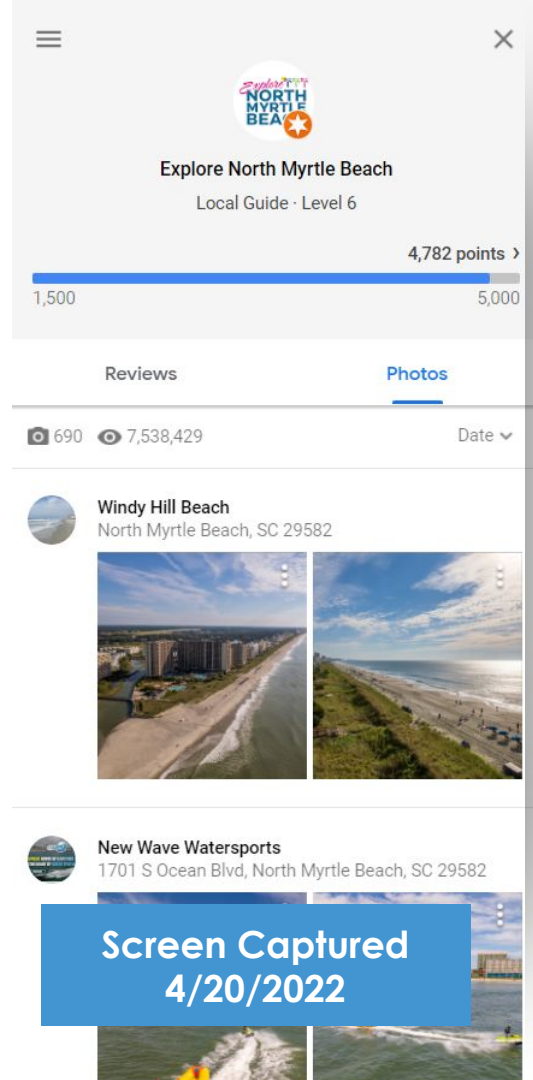 Explore
NORTH
MYRTLE
Explore North Myrtle Beach
Local Guide · Level 6
4,782 points ›
1,500
5,000
Reviews
Photos
690
7,538,429
Date
Windy Hill Beach
North Myrtle Beach, SC 29582
New Wave Watersports
1701 S Ocean Blvd, North Myrtle Beach, SC 29582
Screen Captured
4/20/2022